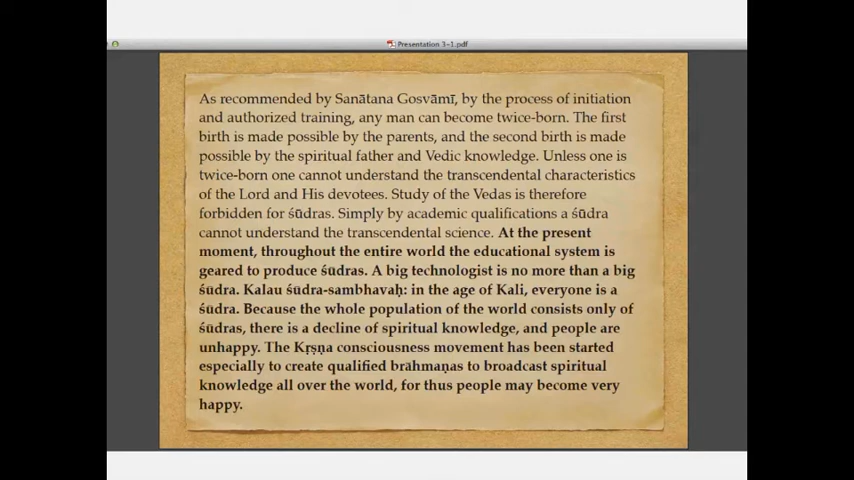 Presentation 3-1.pdf
As recommended by Sanātana Gosvāmī, by the process of initiation
and authorized training, any man can become twice-born. The first
birth is made possible by the parents, and the second birth is made
possible by the spiritual father and Vedic knowledge. Unless one is
twice-born one cannot understand the transcendental characteristics
of the Lord and His devotees. Study of the Vedas is therefore
forbidden for śūdras. Simply by academic qualifications a śūdra
cannot understand the transcendental science. At the present
moment, throughout the entire world the educational system is
geared to produce śūdras. A big technologist is no more than a big
śūdra. Kalau śūdra-sambhavaḥ: in the age of Kali, everyone is a
śūdra. Because the whole population of the world consists only of
śūdras, there is a decline of spiritual knowledge, and people are
unhappy. The Kṛṣṇa consciousness movement has been started
especially to create qualified brāhmaṇas to broadcast spiritual
knowledge all over the world, for thus people may become very
happy.